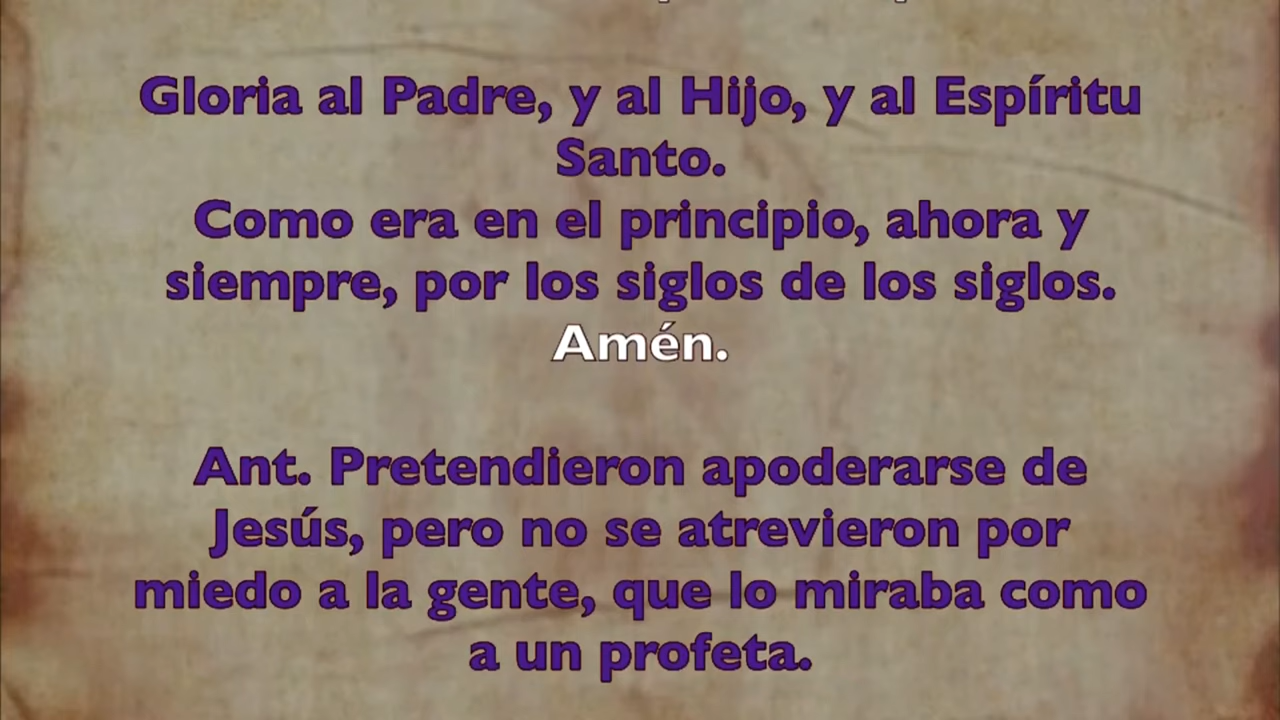 Gloria al Padre, y al Hijo, y al Espíritu
Santo.
Como era en el principio, ahora y
siempre, por los siglos de los siglos.
Amén.
Ant. Pretendieron apoderarse de
Jesús, pero no se atrevieron por
miedo a la gente, que lo miraba como
a un profeta.